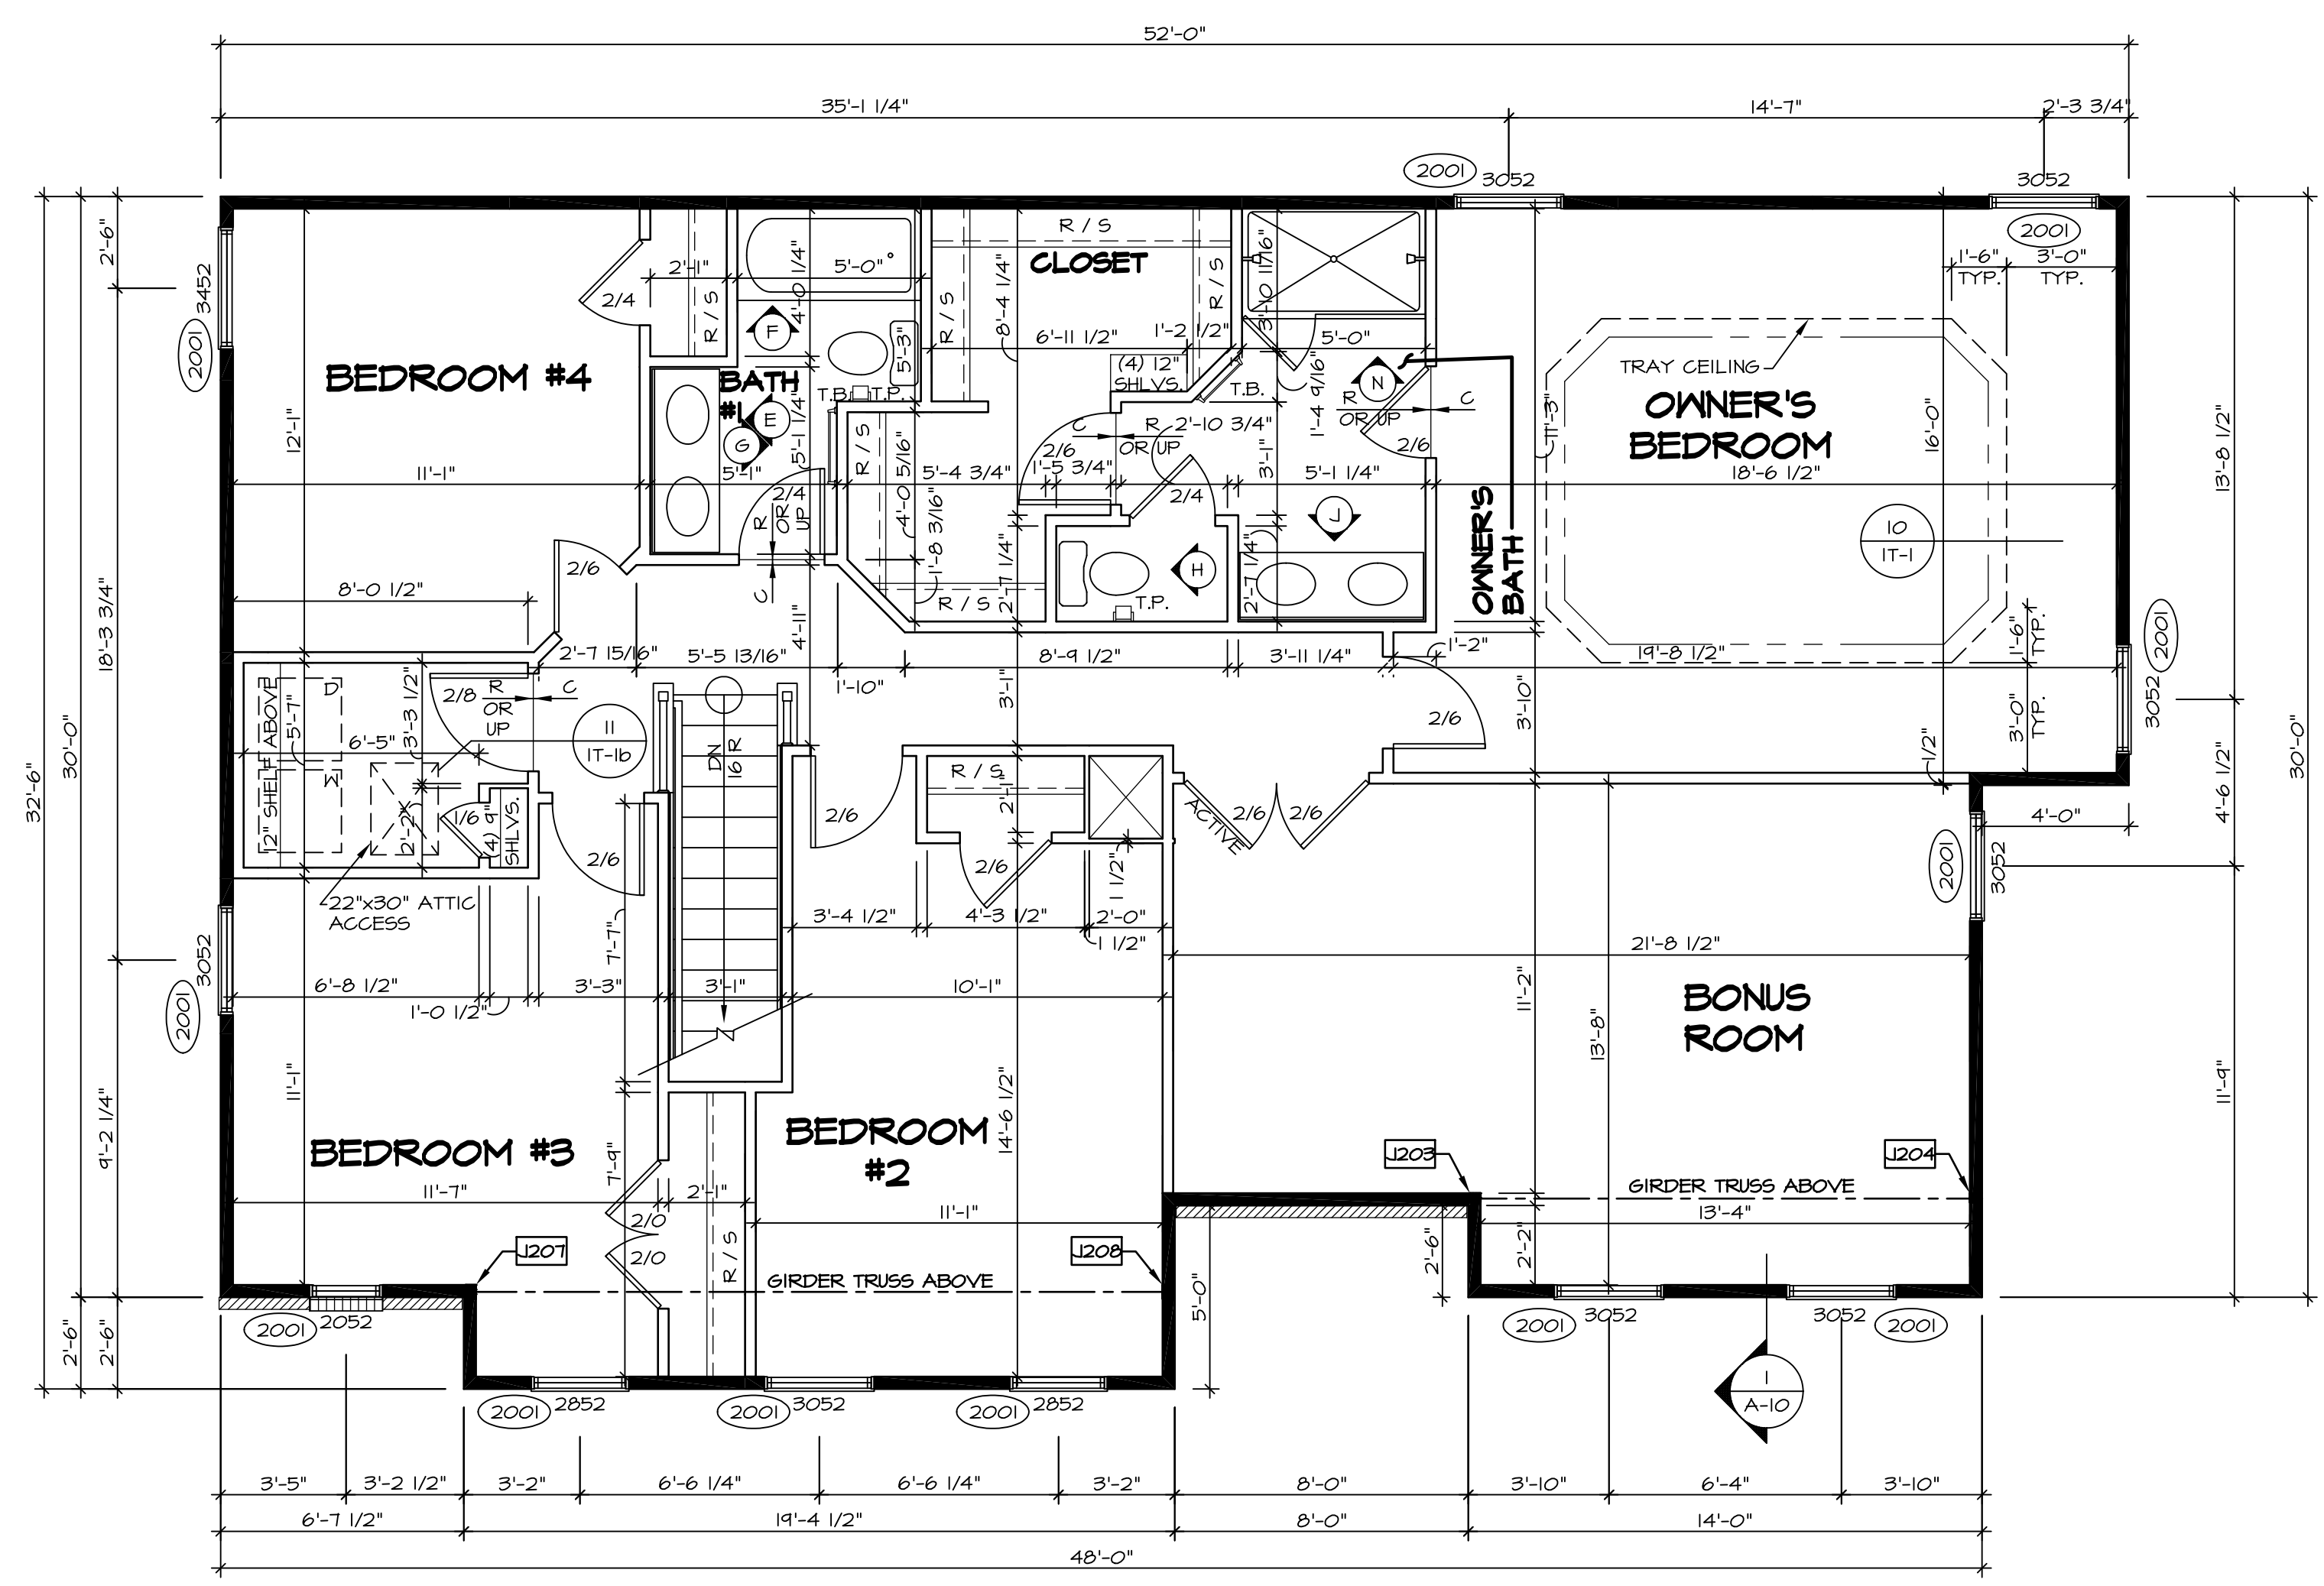 52'-0"
35'-1 1/4"
14'-7"
2'-3 3/4"
2001
3052
3052
2001
1'-6"
TYP.
3'-0"
TYP.
2'-6"
3452
2001
2/4
2'-1"
R / S
4'-0 1/4"
5'-0"
F
5'-3"
T.B.
T.P.
R / S
CLOSET
R / S
R / S
8'-4 1/4"
6'-11 1/2"
1'-2 1/2"
(4) 12"
SHLVS.
3'-10 11/16"
5'-0"
T.B.
1'-4 9/16"
N
R
OR UP
C
2/6
TRAY CEILING
OWNER'S
BEDROOM
11'-3"
16'-0"
18'-6 1/2"
13'-8 1/2"
BEDROOM #4
12'-1"
11'-1"
BATH
#1
E
G
5'-1 1/4"
5'-1"
2/4
R
OR
UP
C
R / S
4'-0 5/16"
5'-4 3/4"
1'-8 3/16"
C
R
OR UP
2/6
1'-5 3/4"
2'-10 3/4"
2/4
3'-1"
5'-1 1/4"
J
OWNER'S
BATH
10
1T-1
8'-0 1/2"
2/6
4'-11"
R / S
2'-7 1/4"
T.P.
H
2'-7 1/4"
18'-3 3/4"
2'-7 15/16"
5'-5 13/16"
1'-10"
8'-9 1/2"
3'-11 1/4"
1'-2"
19'-8 1/2"
1'-6"
TYP.
2001
3052
3'-0"
TYP.
32'-6"
30'-0"
12" SHELF ABOVE
D
W
5'-7"
3'-3 1/2"
6'-5"
2/8
R
OR
UP
C
11
1T-1b
2'-2"
1/6
(4) 9"
SHLVS.
22"x30" ATTIC
ACCESS
2/6
DN
16 R
2/6
R / S
2'-1"
3'-1"
2/6
1 1/2"
3'-4 1/2"
4'-3 1/2"
2'-0"
1 1/2"
2/6
2/6
ACTIVE
2/6
3'-10"
1/2"
4'-0"
4'-6 1/2"
30'-0"
2001
3052
3052
2001
6'-8 1/2"
1'-0 1/2"
3'-3"
7'-7"
3'-1"
10'-1"
21'-8 1/2"
11'-2"
13'-8"
BONUS
ROOM
11'-9"
9'-2 1/4"
11'-1"
BEDROOM #3
11'-7"
7'-9"
2'-1"
2/0
2/0
R / S
BEDROOM
#2
14'-6 1/2"
11'-1"
J207
J208
GIRDER TRUSS ABOVE
J203
J204
GIRDER TRUSS ABOVE
13'-4"
2'-6"
2'-2"
5'-0"
2'-6"
2'-6"
2001
2052
2001
2852
2001
3052
2001
2852
2001
3052
3052
2001
1
A-10
3'-5"
3'-2 1/2"
3'-2"
6'-6 1/4"
6'-6 1/4"
3'-2"
8'-0"
3'-10"
6'-4"
3'-10"
6'-7 1/2"
19'-4 1/2"
8'-0"
14'-0"
48'-0"